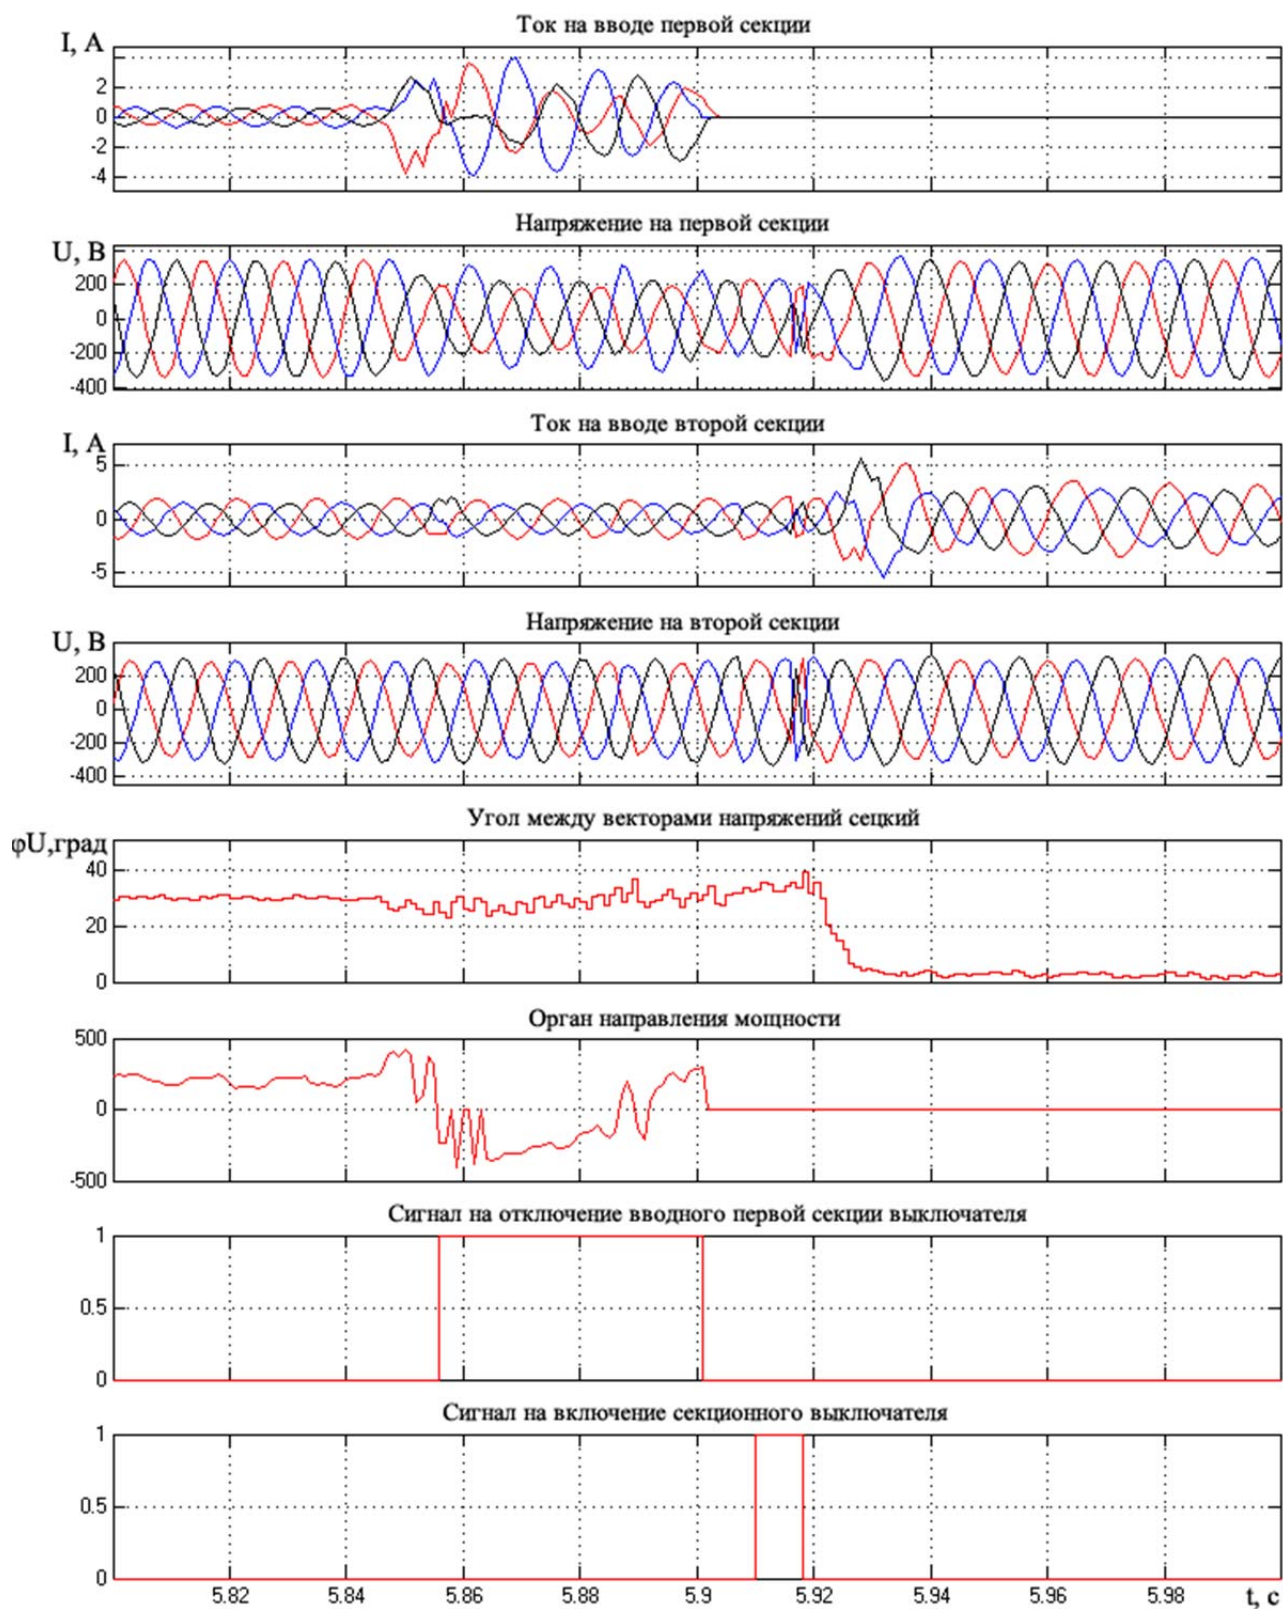 Ток на вводе первой секции
I, A
2
0
-2
-4
Напряжение на первой секции
U, В
200
0
-200
-400
Ток на вводе второй секции
I, A
5
0
-5
Напряжение на второй секции
U, В
200
0
-200
-400
Угол между векторами напряжений сецкий
φU,град
40
20
0
Орган направления мощности
500
0
-500
Сигнал на отключение вводного первой секции выключателя
1
0.5
0
Сигнал на включение секционного выключателя
1
0.5
0
5.82 5.84 5.86 5.88 5.9 5.92 5.94 5.96 5.98 t, с